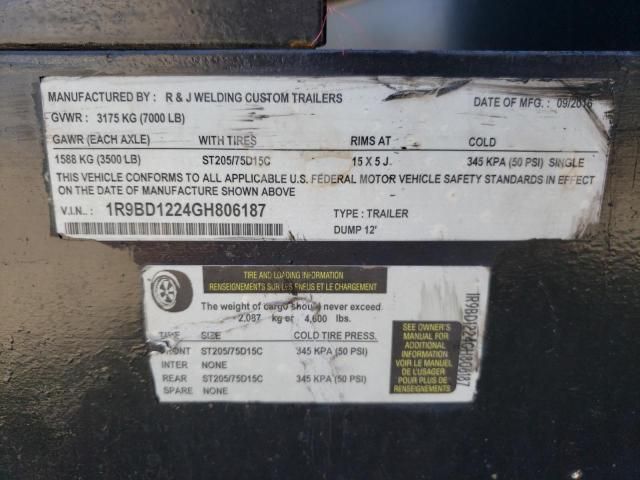 MANUFACTURED BY: R & J WELDING CUSTOM TRAILERS DATE OF MFG.: 09/2016
GVWR: 3175 KG (7000 LB)
GAWR (EACH AXLE) WITH TIRES RIMS AT COLD
1588 KG (3500 LB) ST205/75D15C 15 X 5 J. 345 KPA (50 PSI) SINGLE
THIS VEHICLE CONFORMS TO ALL APPLICABLE U.S. FEDERAL MOTOR VEHICLE SAFETY STANDARDS IN EFFECT
ON THE DATE OF MANUFACTURE SHOWN ABOVE
V.I.N.: 1R9BD1224GH806187 TYPE: TRAILER
DUMP 12'
TIRE AND LOADING INFORMATION
RENSEIGNEMENTS SUR LES PNEUS ET LE CHARGEMENT
The weight of cargo should never exceed
2,087 kg or 4,600 lbs.
TIRE SIZE COLD TIRE PRESS.
FRONT ST205/75D15C 345 KPA (50 PSI)
INTER NONE
REAR ST205/75D15C 345 KPA (50 PSI)
SPARE NONE
SEE OWNER'S
MANUAL FOR
ADDITIONAL
INFORMATION
VOIR LE MANUEL
DE L'USAGER
POUR PLUS DE
RENSEIGNEMENTS
1R9BD1224GH806187